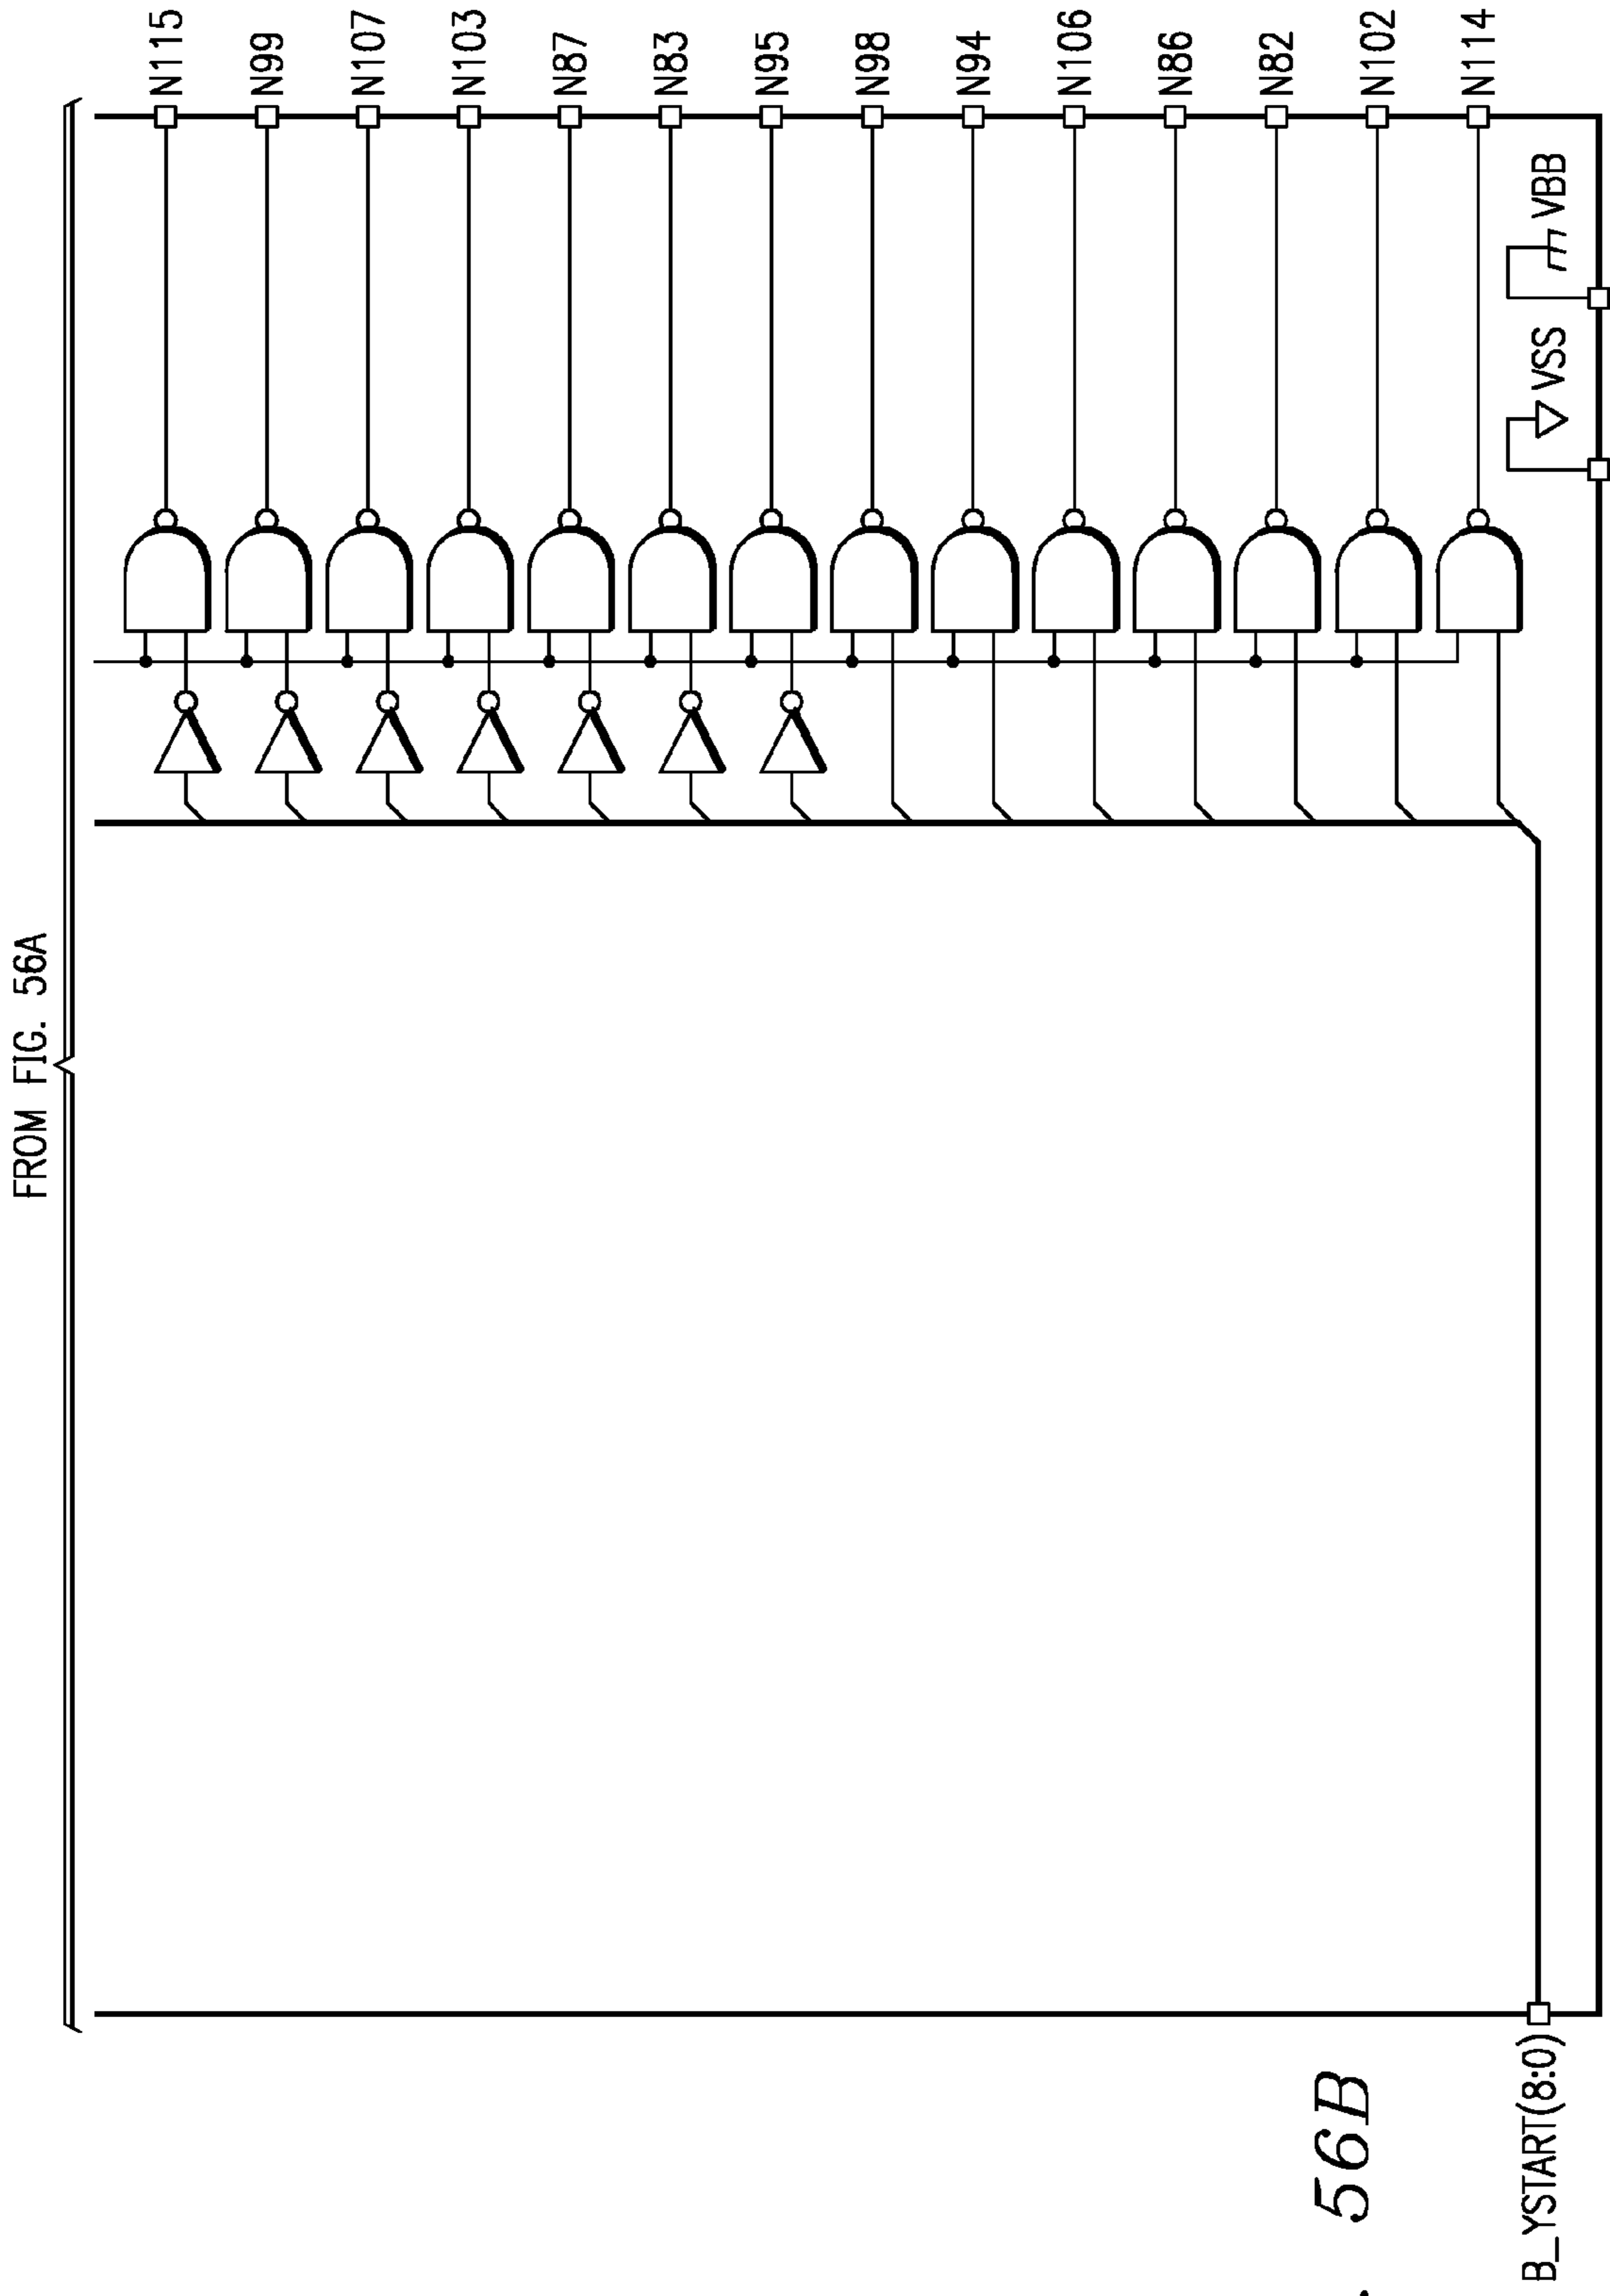 FROM FIG. 56A
N115
N99
N107
N103
N87
N83
N95
N98
N94
N106
N86
N82
N102
N114
VSS
VBB
B_YSTART(8:0)
56B